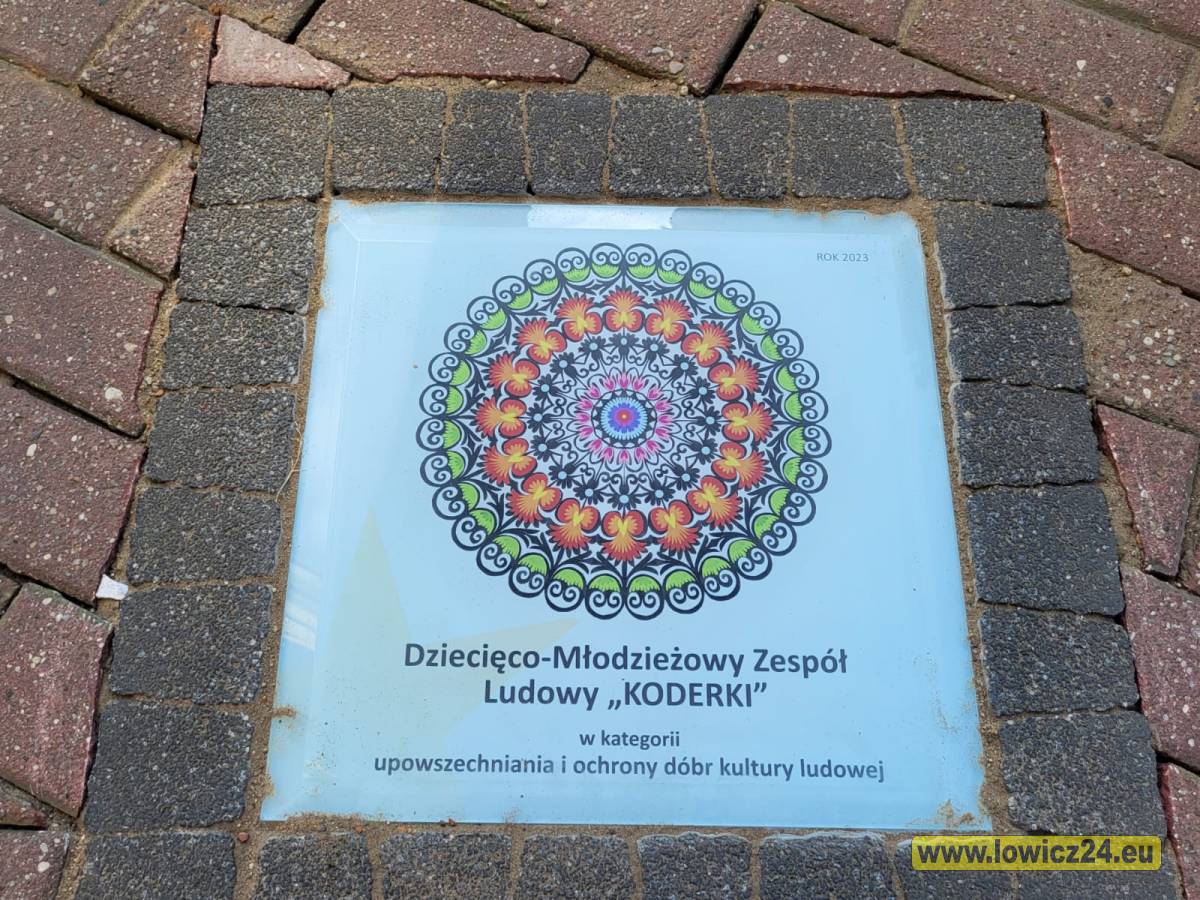 ROK 2023
Dziecięco-Młodzieżowy Zespół
Ludowy „KODERKI”
w kategorii
upowszechniania i ochrony dóbr kultury ludowej
www.lowicz24.eu